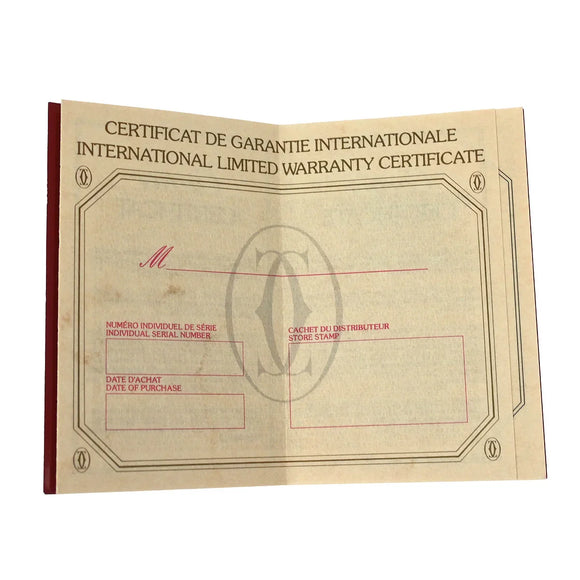 CERTIFICAT DE GARANTIE INTERNATIONALE
INTERNATIONAL LIMITED WARRANTY CERTIFICATE
M
NUMÉRO INDIVIDUEL DE SÉRIE
INDIVIDUAL SERIAL NUMBER
CACHET DU DISTRIBUTEUR
STORE STAMP
DATE D'ACHAT
DATE OF PURCHASE